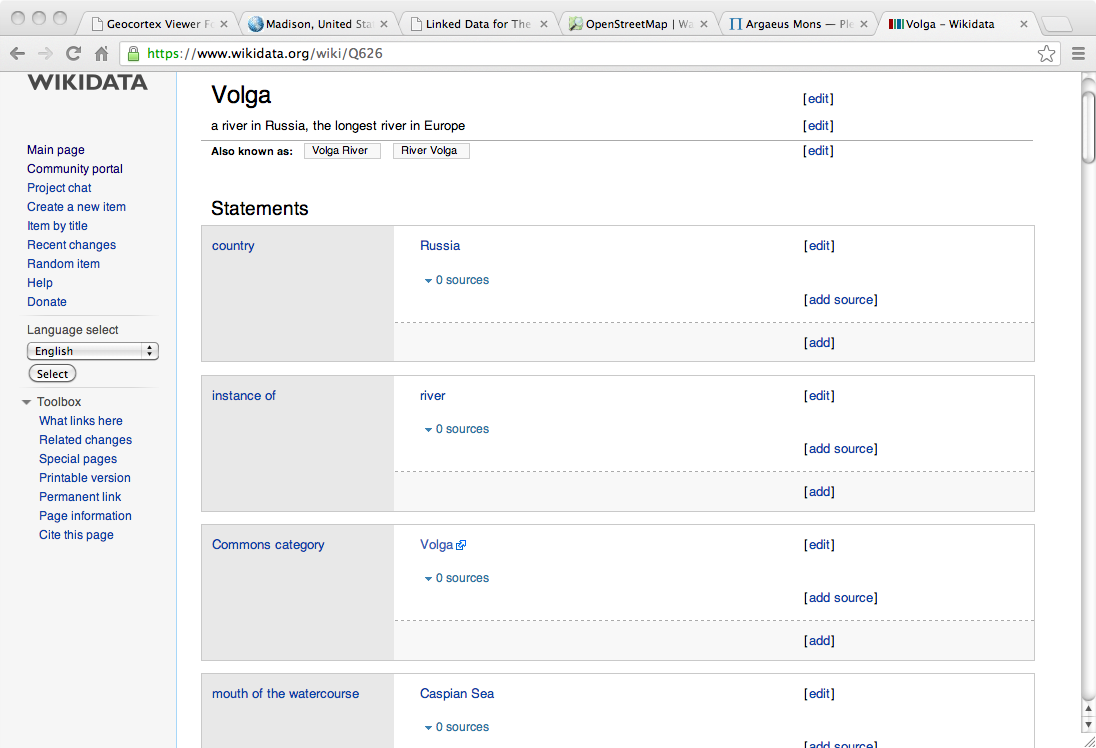 Geocortex Viewer Fo
Madison, United Sta
Linked Data for The
OpenStreetMap | Wa
Argaeus Mons — Ple
Volga – Wikidata
https://www.wikidata.org/wiki/Q626
WIKIDATA
Main page
Community portal
Project chat
Create a new item
Item by title
Recent changes
Random item
Help
Donate
Language select
English
Select
Toolbox
What links here
Related changes
Special pages
Printable version
Permanent link
Page information
Cite this page
Volga [edit]
a river in Russia, the longest river in Europe [edit]
Also known as: Volga River River Volga [edit]
Statements
country Russia [edit]
0 sources
[add source]
[add]
instance of river [edit]
0 sources
[add source]
[add]
Commons category Volga [edit]
0 sources
[add source]
[add]
mouth of the watercourse Caspian Sea [edit]
0 sources
[add source]